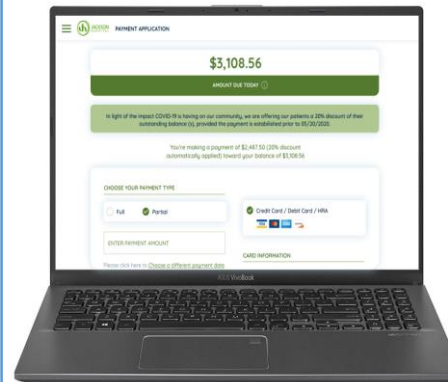 JACKSON
PAYMENT APPLICATION
$3,108.56
AMOUNT DUE TODAY
In light of the impact COVID-19 is having on our community, we are offering our patients a 20% discount of their
outstanding balance (s), provided the payment is established prior to 05/20/2020.
You're making a payment of $2,487.50 (20% discount
automatically applied) toward your balance of $3,108.56
CHOOSE YOUR PAYMENT TYPE
Full
Partial
Credit Card / Debit Card / HRA
VISA
ENTER PAYMENT AMOUNT
CARD INFORMATION
Please click here to Choose a different payment date
ASUS VivoBook